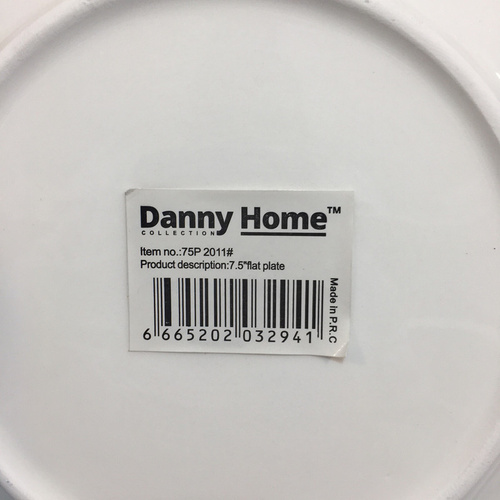 Danny Home™
COLLECTION
Item no.:75P 2011#
Product description:7.5"flat plate
6 665202 032941
Made in P.R.C